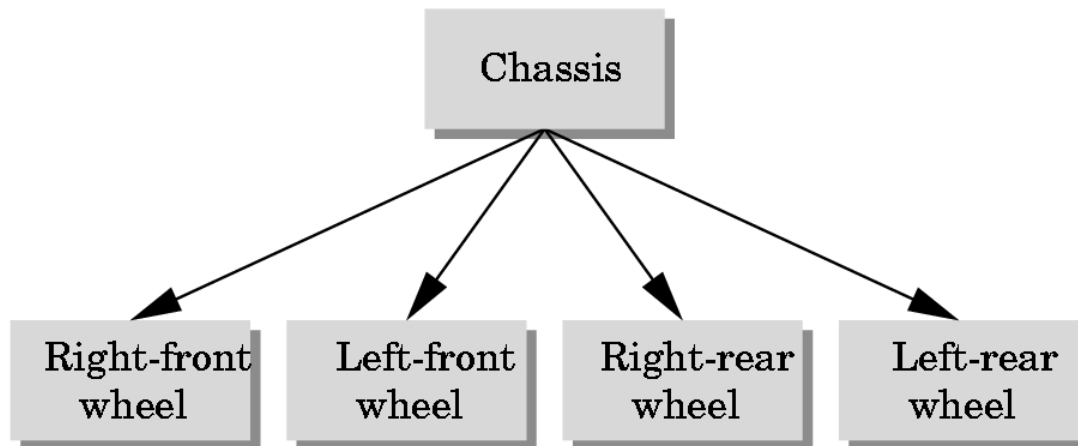 Chassis
Right-front
wheel
Left-front
wheel
Right-rear
wheel
Left-rear
wheel